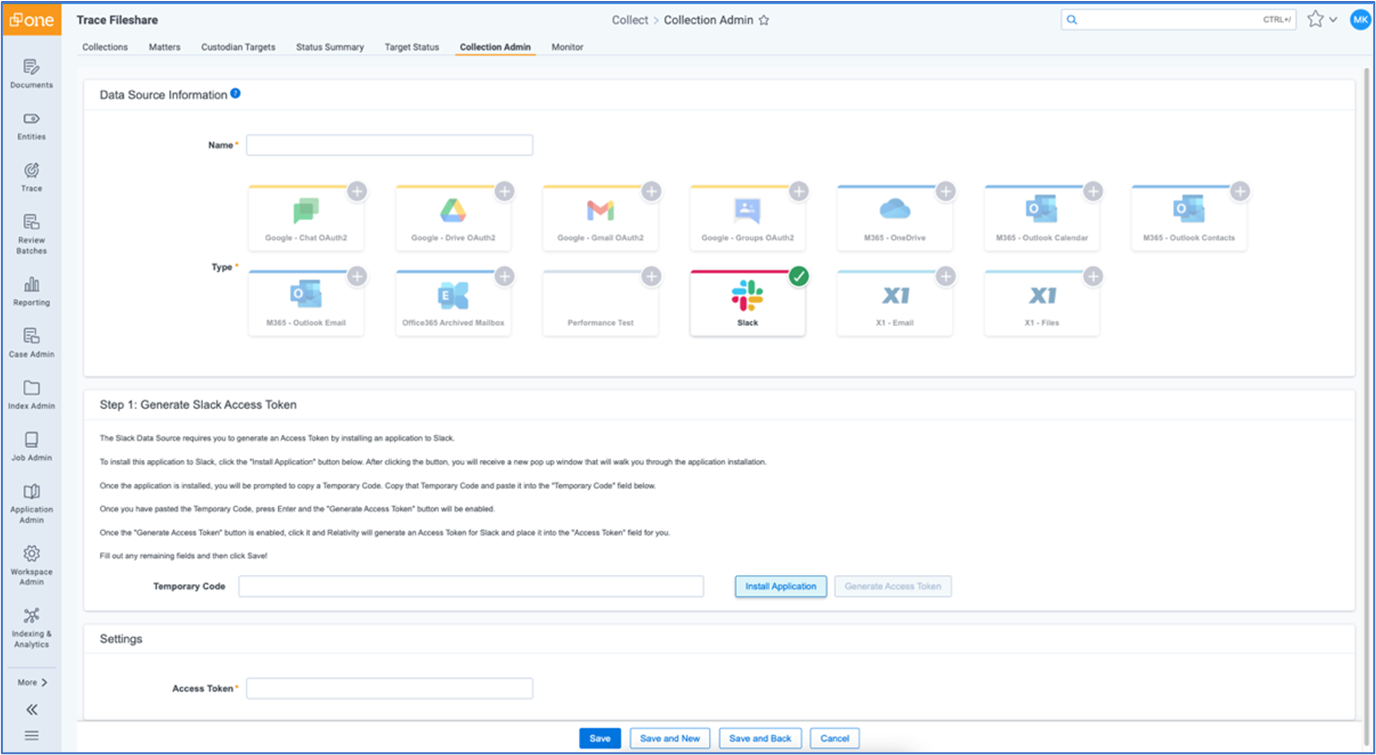 one
Trace Fileshare
Collect > Collection Admin
CTRL+/
MK
Collections Matters Custodian Targets Status Summary Target Status Collection Admin Monitor
Documents
Entities
Trace
Review
Batches
Reporting
Case Admin
Index Admin
Job Admin
Application
Admin
Workspace
Admin
Indexing &
Analytics
More >
Data Source Information ?
Name *
Type *
Google - Chat OAuth2
Google - Drive OAuth2
Google - Gmail OAuth2
Google - Groups OAuth2
M365 - OneDrive
M365 - Outlook Calendar
M365 - Outlook Contacts
M365 - Outlook Email
Office365 Archived Mailbox
Performance Test
Slack
X1
X1 - Email
X1
X1 - Files
Step 1: Generate Slack Access Token
The Slack Data Source requires you to generate an Access Token by installing an application to Slack.
To install this application to Slack, click the "Install Application" button below. After clicking the button, you will receive a new pop up window that will walk you through the application installation.
Once the application is installed, you will be prompted to copy a Temporary Code. Copy that Temporary Code and paste it into the "Temporary Code" field below.
Once you have pasted the Temporary Code, press Enter and the "Generate Access Token" button will be enabled.
Once the "Generate Access Token" button is enabled, click it and Relativity will generate an Access Token for Slack and place it into the "Access Token" field for you.
Fill out any remaining fields and then click Save!
Temporary Code Install Application Generate Access Token
Settings
Access Token *
Save Save and New Save and Back Cancel